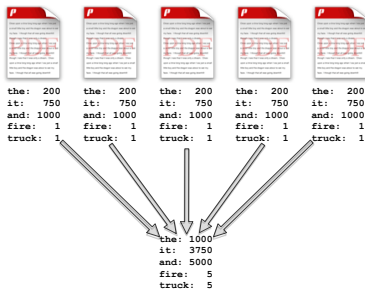 PDF PDF PDF PDF PDF
the: 200 the: 200 the: 200 the: 200 the: 200
it: 750 it: 750 it: 750 it: 750 it: 750
and: 1000 and: 1000 and: 1000 and: 1000 and: 1000
fire: 1 fire: 1 fire: 1 fire: 1 fire: 1
truck: 1 truck: 1 truck: 1 truck: 1 truck: 1
the: 1000
it: 3750
and: 5000
fire: 5
truck: 5